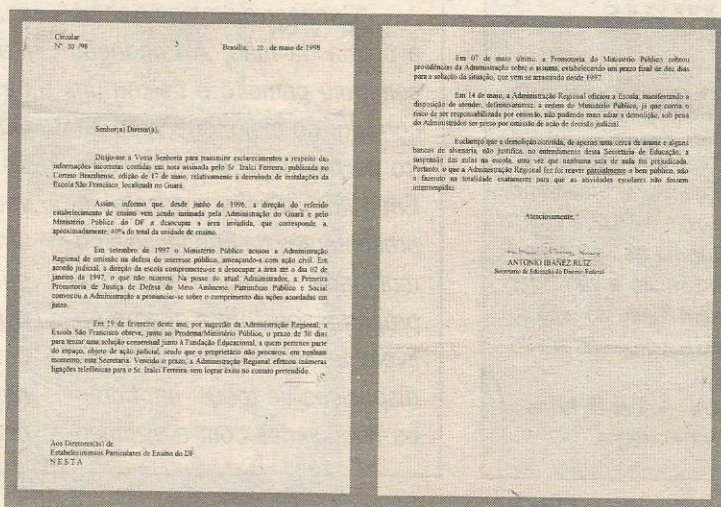 Circular
Nº 10 /98
Brasília, 20 de maio de 1998
Senhor(a) Diretor(a),
Dirijo-me a Vossa Senhoria para transmitir esclarecimentos a respeito das
informações incorretas contidas em nota assinada pelo Sr. Izalci Ferreira, publicada no
Correio Braziliense, edição de 17 de maio, relativamente a derrubada de instalações da
Escola São Francisco, localizada no Guará.
Assim, informo que, desde junho de 1996, a direção do referido
estabelecimento de ensino vem sendo intimada pela Administração do Guará e pelo
Ministério Público do DF a desocupar a área invadida, que corresponde a,
aproximadamente, 40% do total da unidade de ensino.
Em setembro de 1997 o Ministério Público acusou a Administração
Regional de omissão na defesa do interesse público, ameaçando-a com ação civil. Em
acordo judicial, a direção da escola comprometeu-se a desocupar a área até o dia 02 de
janeiro de 1997, o que não ocorreu. Na posse do atual Administrador, a Primeira
Promotoria de Justiça de Defesa do Meio Ambiente, Patrimônio Público e Social
convocou a Administração a pronunciar-se sobre o cumprimento das ações acordadas em
juízo.
Em 19 de fevereiro deste ano, por sugestão da Administração Regional, a
Escola São Francisco obteve, junto ao Prodema/Ministério Público, o prazo de 30 dias
para tentar uma solução consensual junto à Fundação Educacional, a quem pertence parte
do espaço, objeto de ação judicial, sendo que o proprietário não procurou, em nenhum
momento, esta Secretaria. Vencido o prazo, a Administração Regional efetuou inúmeras
ligações telefônicas para o Sr. Izalci Ferreira, sem lograr êxito no contato pretendido.
Aos Diretores(as) de
Estabelecimentos Particulares de Ensino do DF
NESTA
Em 07 de maio último, a Promotoria do Ministério Público cobrou
providências da Administração sobre o assunto, estabelecendo um prazo final de dez dias
para a solução da situação, que vem se arrastando desde 1997.
Em 14 de maio, a Administração Regional oficiou a Escola, manifestando a
disposição de atender, definitivamente, a ordem do Ministério Público, já que corria o
risco de ser responsabilizada por omissão, não podendo mais adiar a demolição, sob pena
do Administrador ser preso por omissão de ação de decisão judicial.
Esclareço que a demolição ocorrida, de apenas uma cerca de arame e alguns
bancos de alvenaria não justifica, no entendimento desta Secretaria de Educação, a
suspensão das aulas na escola, uma vez que nenhuma sala de aula foi prejudicada.
Portanto, o que a Administração Regional fez foi reaver parcialmente o bem público, não
o fazendo na totalidade exatamente para que as atividades escolares não fossem
interrompidas.
Atenciosamente,
ANTONIO IBAÑEZ RUIZ
Secretário de Educação do Distrito Federal